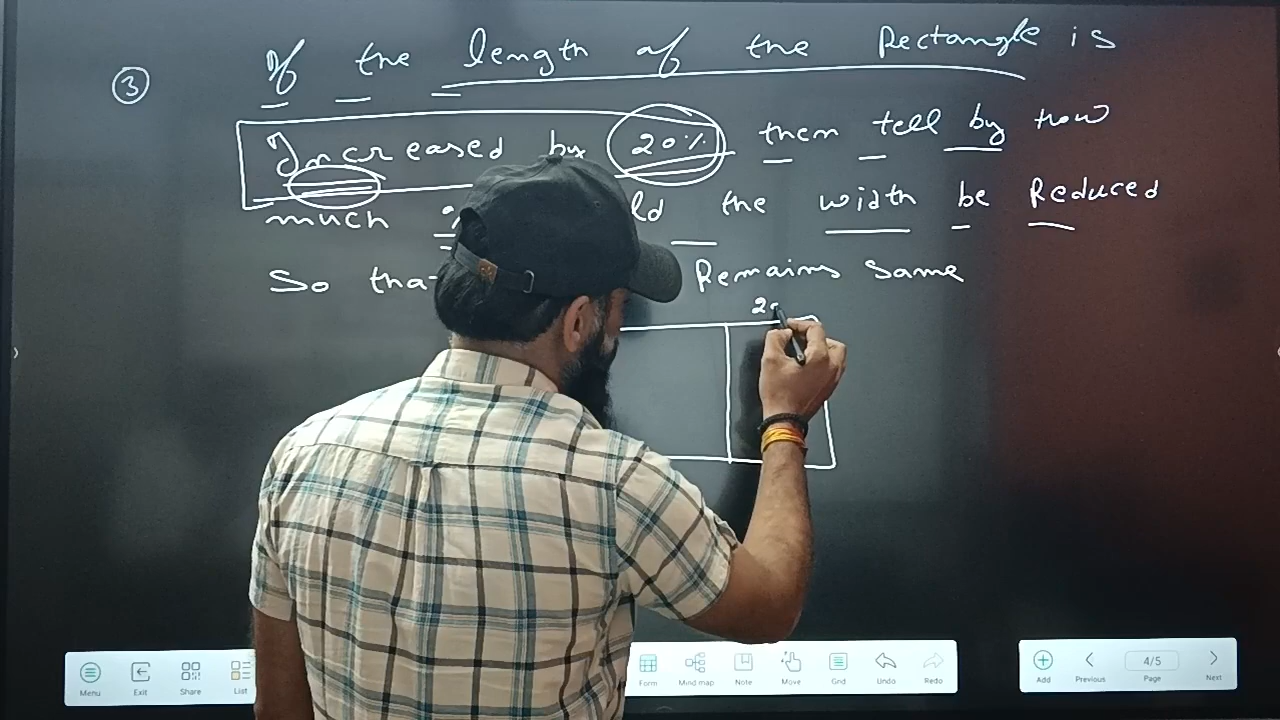 ③ If the length of the Rectangle is
Increased by 20% then tell by how
much ld the width be Reduced
So that Remains same
2
Menu Exit Share List Form Mind map Note Move Grid Undo Redo Add Previous 4/5 Page Next